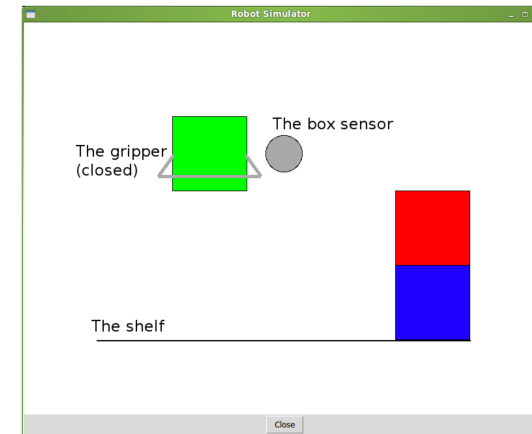 Robot Simulator
The box sensor
The gripper
(closed)
The shelf
Close